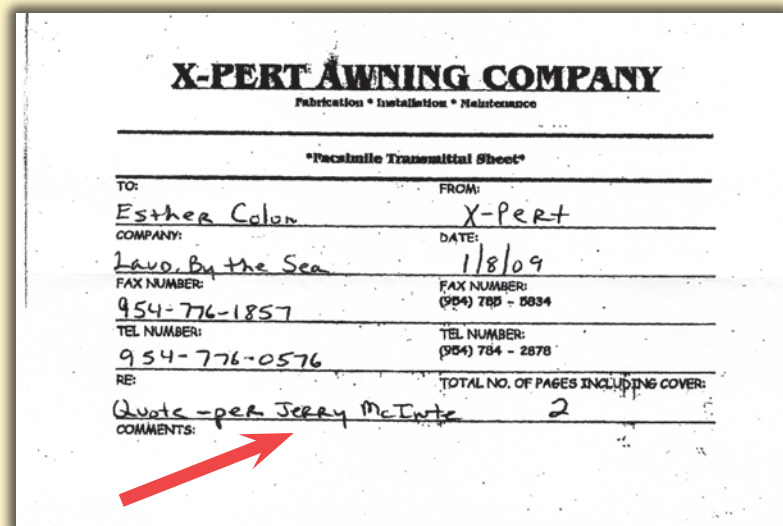 X-PERT AWNING COMPANY
Fabrication * Installation * Maintenance
*Facsimile Transmittal Sheet*
TO: FROM:
Esther Colon X-Pert
COMPANY: DATE:
Lavd. By the Sea 1/8/09
FAX NUMBER: FAX NUMBER:
954-776-1857 (954) 785 - 5834
TEL NUMBER: TEL NUMBER:
954-776-0576 (954) 784 - 2878
RE: TOTAL NO. OF PAGES INCLUDING COVER:
Quote - per Jerry McInte 2
COMMENTS: